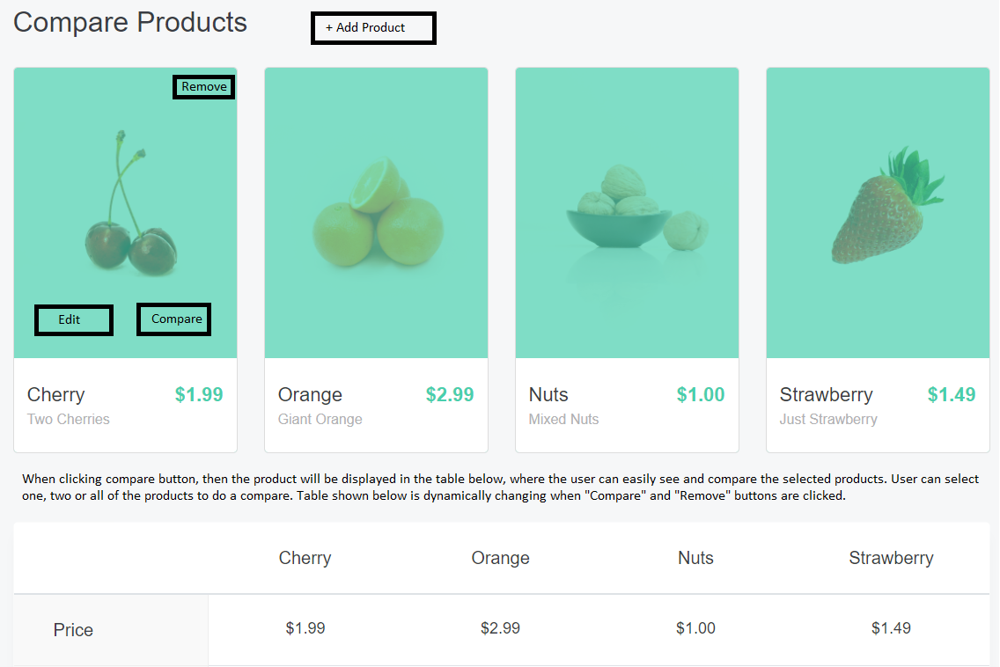 Compare Products
+ Add Product
Remove
Edit
Compare
Cherry $1.99
Two Cherries
Orange $2.99
Giant Orange
Nuts $1.00
Mixed Nuts
Strawberry $1.49
Just Strawberry
When clicking compare button, then the product will be displayed in the table below, where the user can easily see and compare the selected products. User can select
one, two or all of the products to do a compare. Table shown below is dynamically changing when "Compare" and "Remove" buttons are clicked.
Cherry Orange Nuts Strawberry
Price $1.99 $2.99 $1.00 $1.49